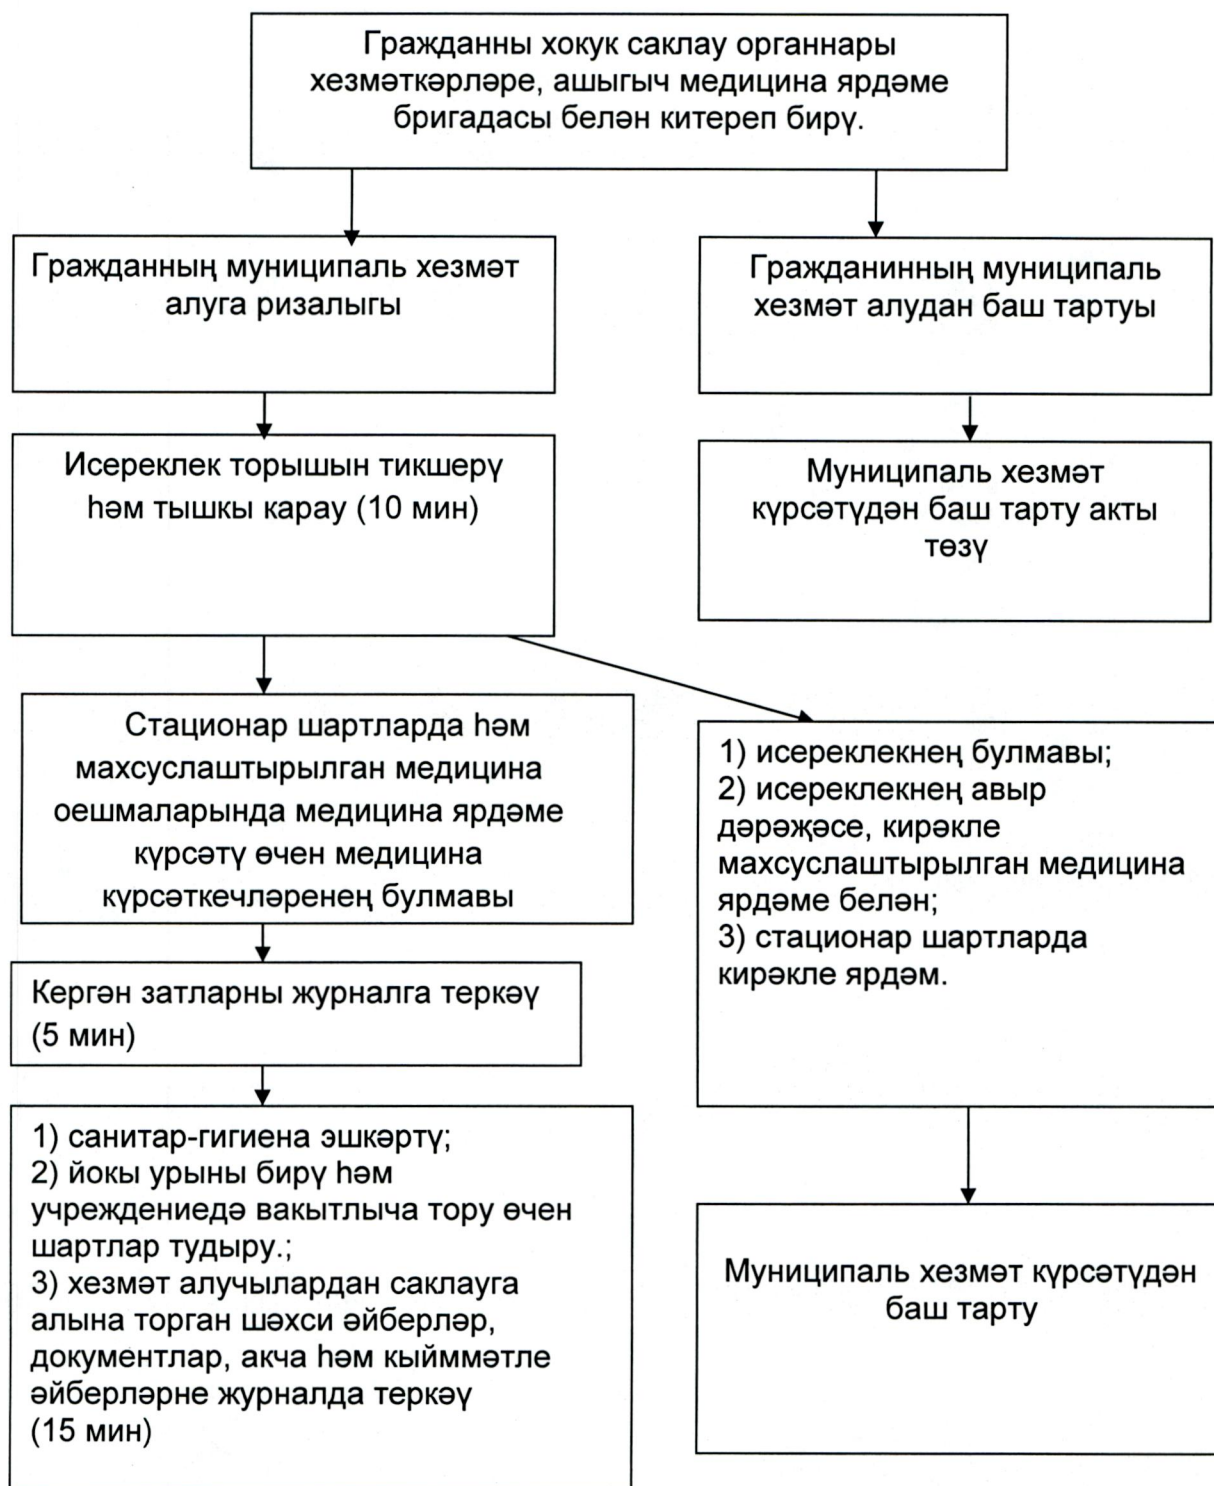 Гражданны хокук саклау органнары
хезмәткәрләре, ашыгыч медицина ярдәме
бригадасы белән китереп бирү.
Гражданның муниципаль хезмәт
алуга ризалыгы
Гражданинның муниципаль
хезмәт алудан баш тартуы
Исереклек торышын тикшерү
һәм тышкы карау (10 мин)
Муниципаль хезмәт
күрсәтүдән баш тарту акты
төзү
Стационар шартларда һәм
махсуслаштырылган медицина
оешмаларында медицина ярдәме
күрсәтү өчен медицина
күрсәткечләренең булмавы
1) исереклекнең булмавы;
2) исереклекнең авыр
дәрәҗәсе, кирәкле
махсуслаштырылган медицина
ярдәме белән;
3) стационар шартларда
кирәкле ярдәм.
Кергән затларны журналга теркәү
(5 мин)
1) санитар-гигиена эшкәртү;
2) йокы урыны бирү һәм
учреждениедә вакытлыча тору өчен
шартлар тудыру.;
3) хезмәт алучылардан саклауга
алына торган шәхси әйберләр,
документлар, акча һәм кыйммәтле
әйберләрне журналда теркәү
(15 мин)
Муниципаль хезмәт күрсәтүдән
баш тарту